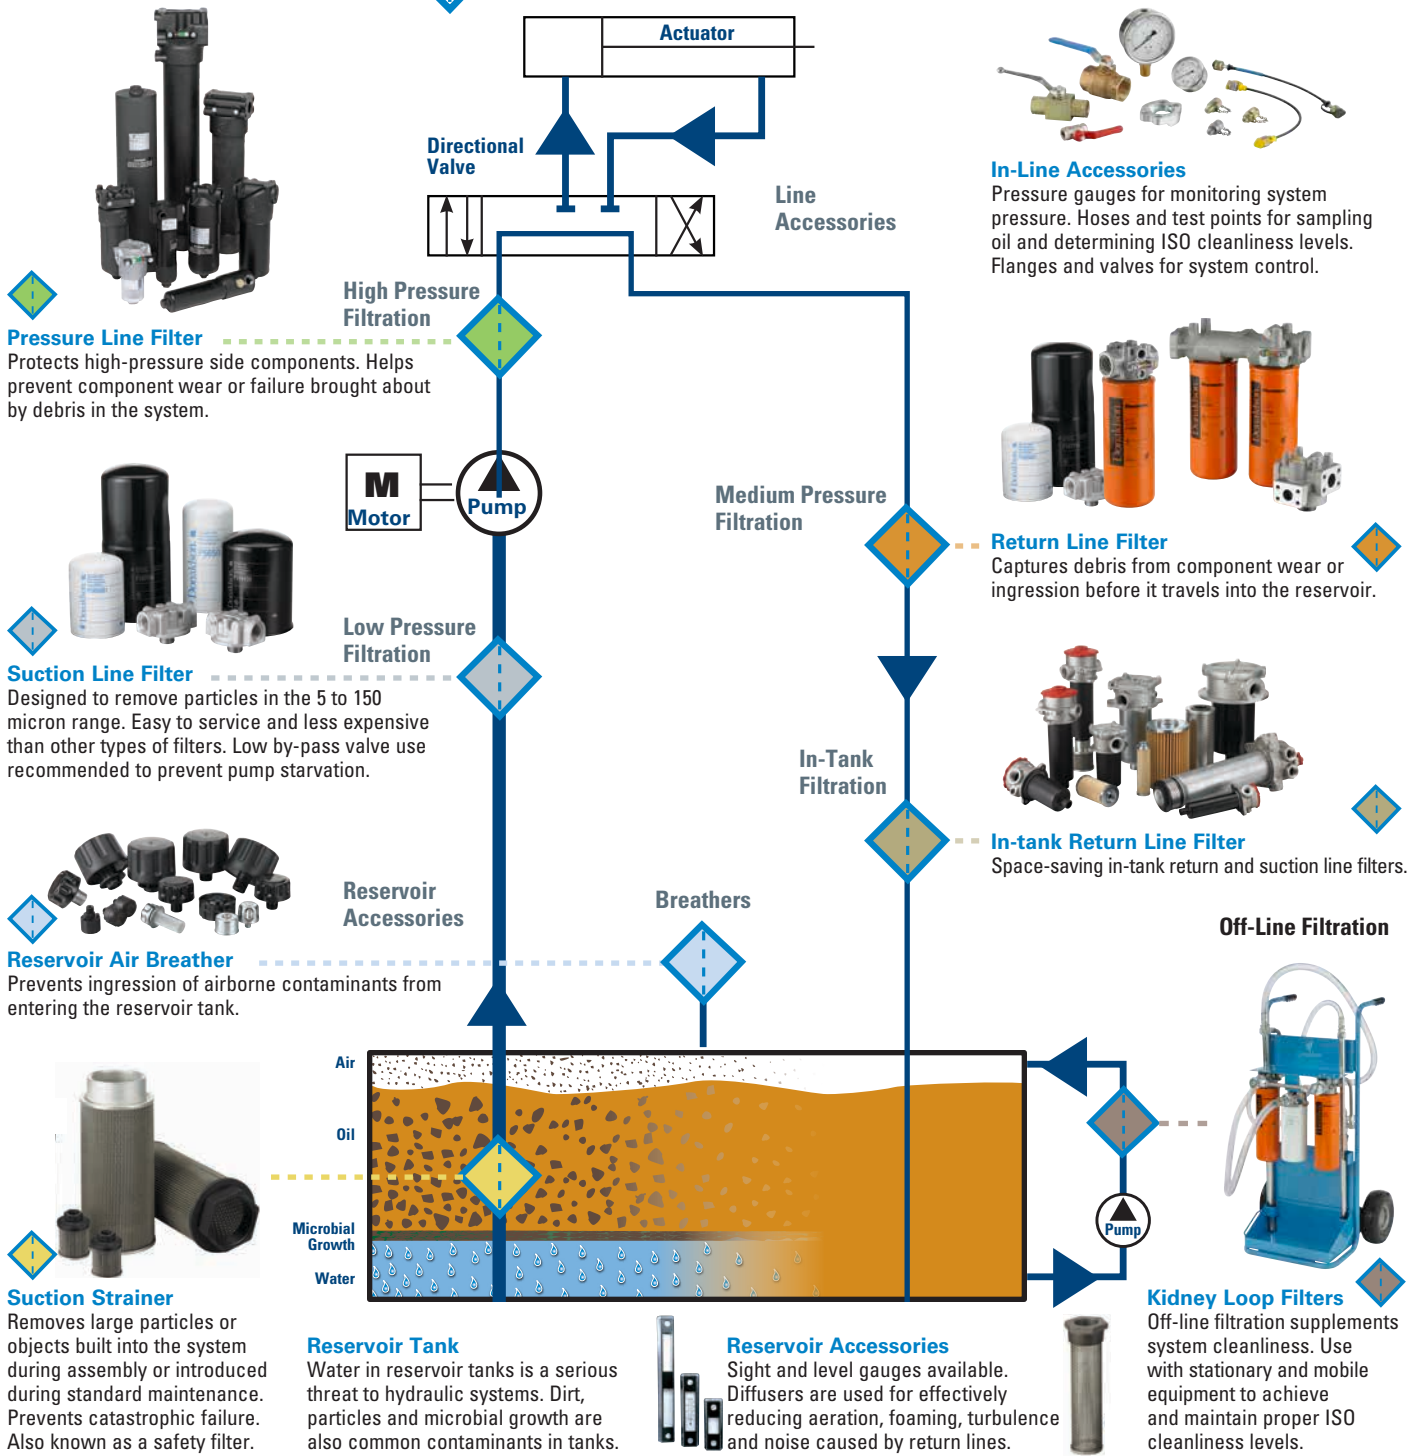 Actuator
Directional
Valve
Line
Accessories
In-Line Accessories
Pressure gauges for monitoring system
pressure. Hoses and test points for sampling
oil and determining ISO cleanliness levels.
Flanges and valves for system control.
High Pressure
Filtration
Pressure Line Filter
Protects high-pressure side components. Helps
prevent component wear or failure brought about
by debris in the system.
M
Motor
Pump
Medium Pressure
Filtration
Donaldson
Donaldson
Return Line Filter
Captures debris from component wear or
ingression before it travels into the reservoir.
Donaldson
Donaldson
Low Pressure
Filtration
Suction Line Filter
Designed to remove particles in the 5 to 150
micron range. Easy to service and less expensive
than other types of filters. Low by-pass valve use
recommended to prevent pump starvation.
In-Tank
Filtration
In-tank Return Line Filter
Space-saving in-tank return and suction line filters.
Reservoir
Accessories
Breathers
Off-Line Filtration
Reservoir Air Breather
Prevents ingression of airborne contaminants from
entering the reservoir tank.
Air
Oil
Microbial
Growth
Water
Pump
Suction Strainer
Removes large particles or
objects built into the system
during assembly or introduced
during standard maintenance.
Prevents catastrophic failure.
Also known as a safety filter.
Reservoir Tank
Water in reservoir tanks is a serious
threat to hydraulic systems. Dirt,
particles and microbial growth are
also common contaminants in tanks.
Reservoir Accessories
Sight and level gauges available.
Diffusers are used for effectively
reducing aeration, foaming, turbulence
and noise caused by return lines.
Kidney Loop Filters
Off-line filtration supplements
system cleanliness. Use
with stationary and mobile
equipment to achieve
and maintain proper ISO
cleanliness levels.